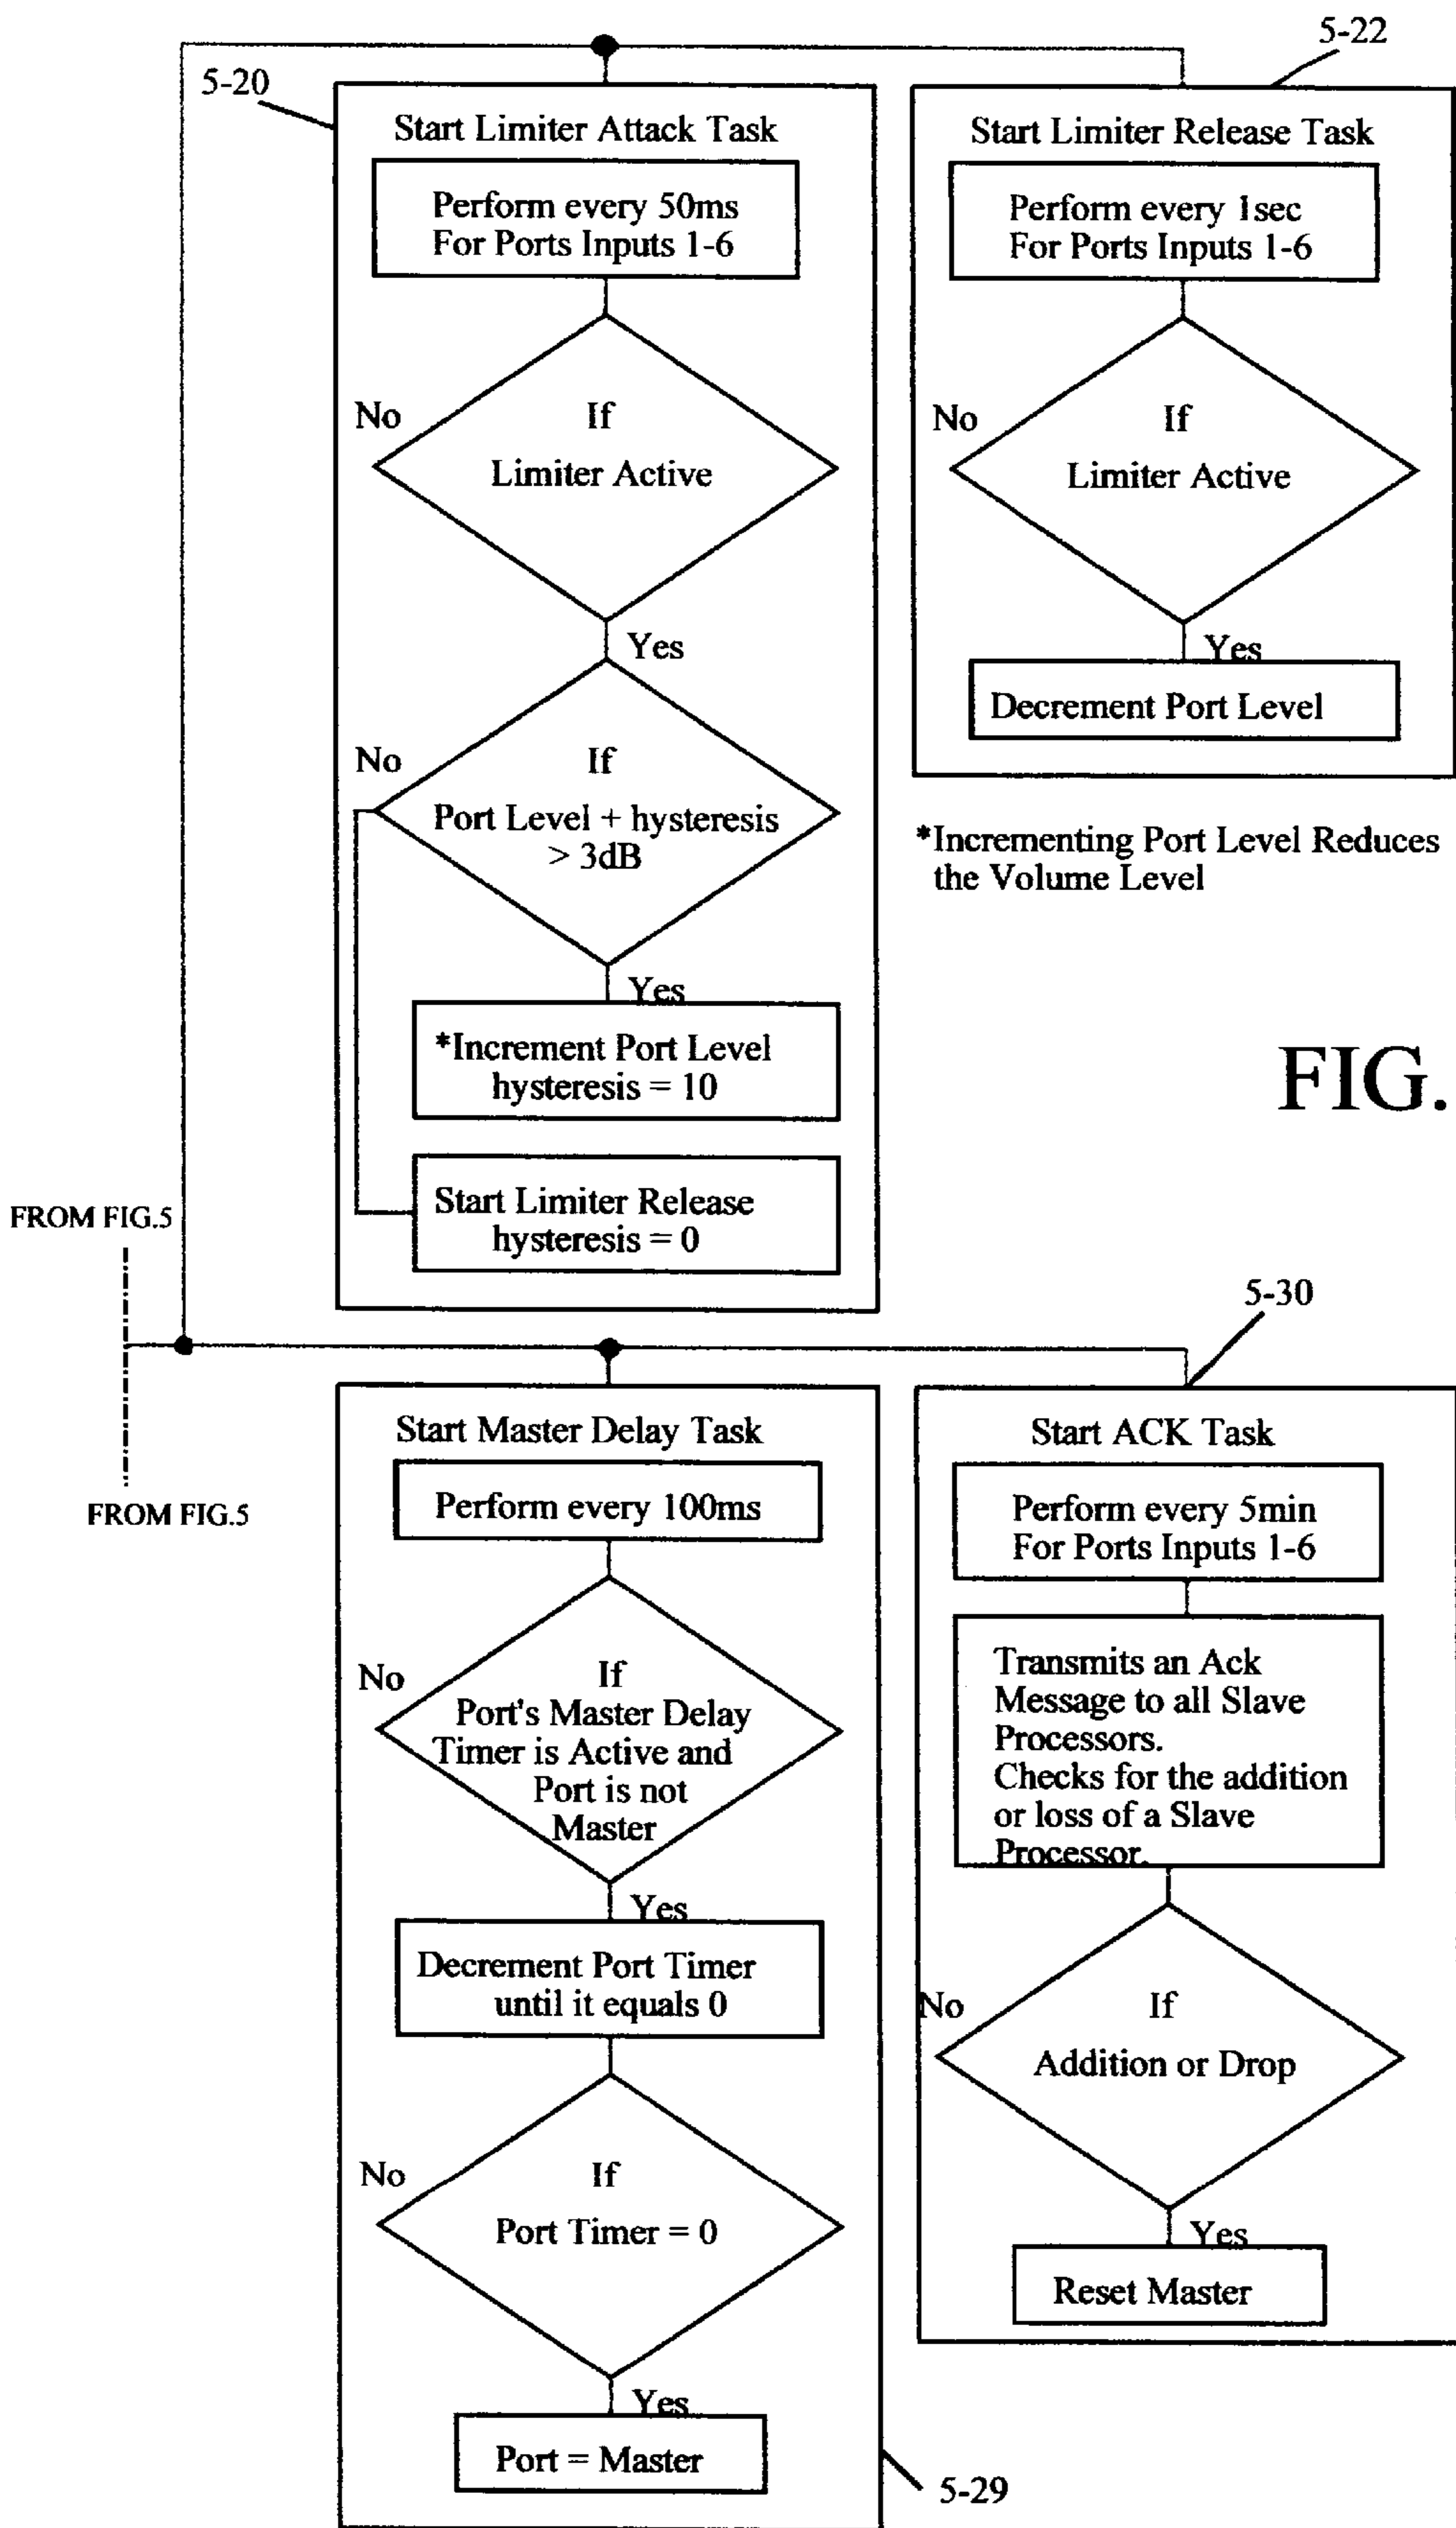 5-20
Start Limiter Attack Task
Perform every 50ms
For Ports Inputs 1-6
No
If
Limiter Active
Yes
No
If
Port Level + hysteresis
> 3dB
Yes
*Increment Port Level
hysteresis = 10
Start Limiter Release
hysteresis = 0
5-22
Start Limiter Release Task
Perform every 1sec
For Ports Inputs 1-6
No
If
Limiter Active
Yes
Decrement Port Level
*Incrementing Port Level Reduces
the Volume Level
FIG.
FROM FIG.5
FROM FIG.5
Start Master Delay Task
Perform every 100ms
No
If
Port's Master Delay
Timer is Active and
Port is not
Master
Yes
Decrement Port Timer
until it equals 0
No
If
Port Timer = 0
Yes
Port = Master
5-29
5-30
Start ACK Task
Perform every 5min
For Ports Inputs 1-6
Transmits an Ack
Message to all Slave
Processors.
Checks for the addition
or loss of a Slave
Processor.
No
If
Addition or Drop
Yes
Reset Master